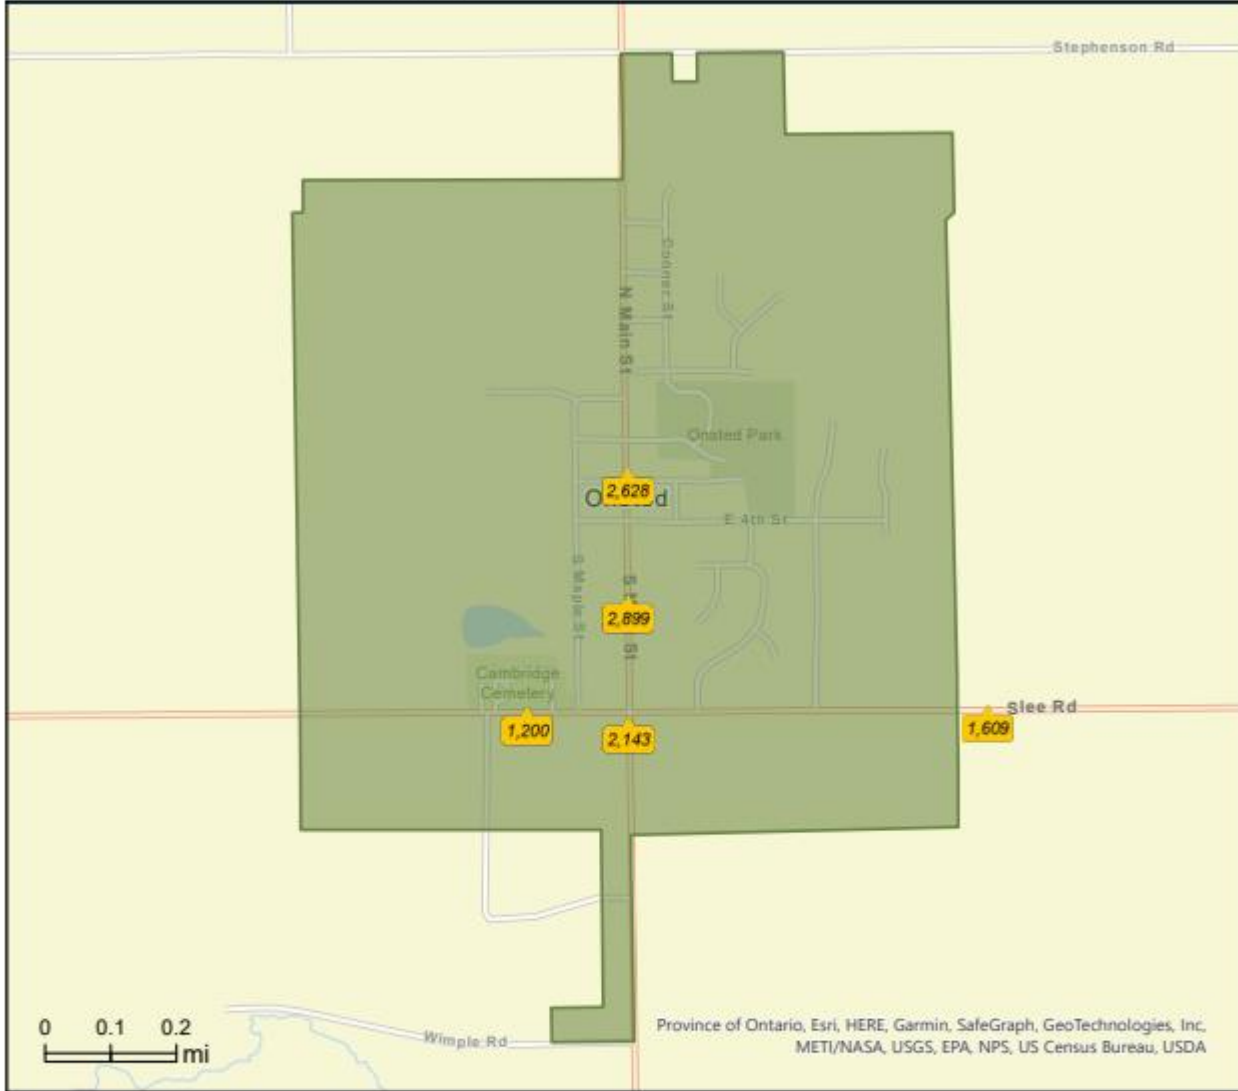 Stephenson Rd
Conner St
N Main St
Onsted Park
2,628
E 4th St
S Maple St
2,899
St
Cambridge
Cemetery
Slee Rd
1,200
2,143
1,609
0 0.1 0.2
mi
Wimple Rd
Province of Ontario, Esri, HERE, Garmin, SafeGraph, GeoTechnologies, Inc,
METI/NASA, USGS, EPA, NPS, US Census Bureau, USDA